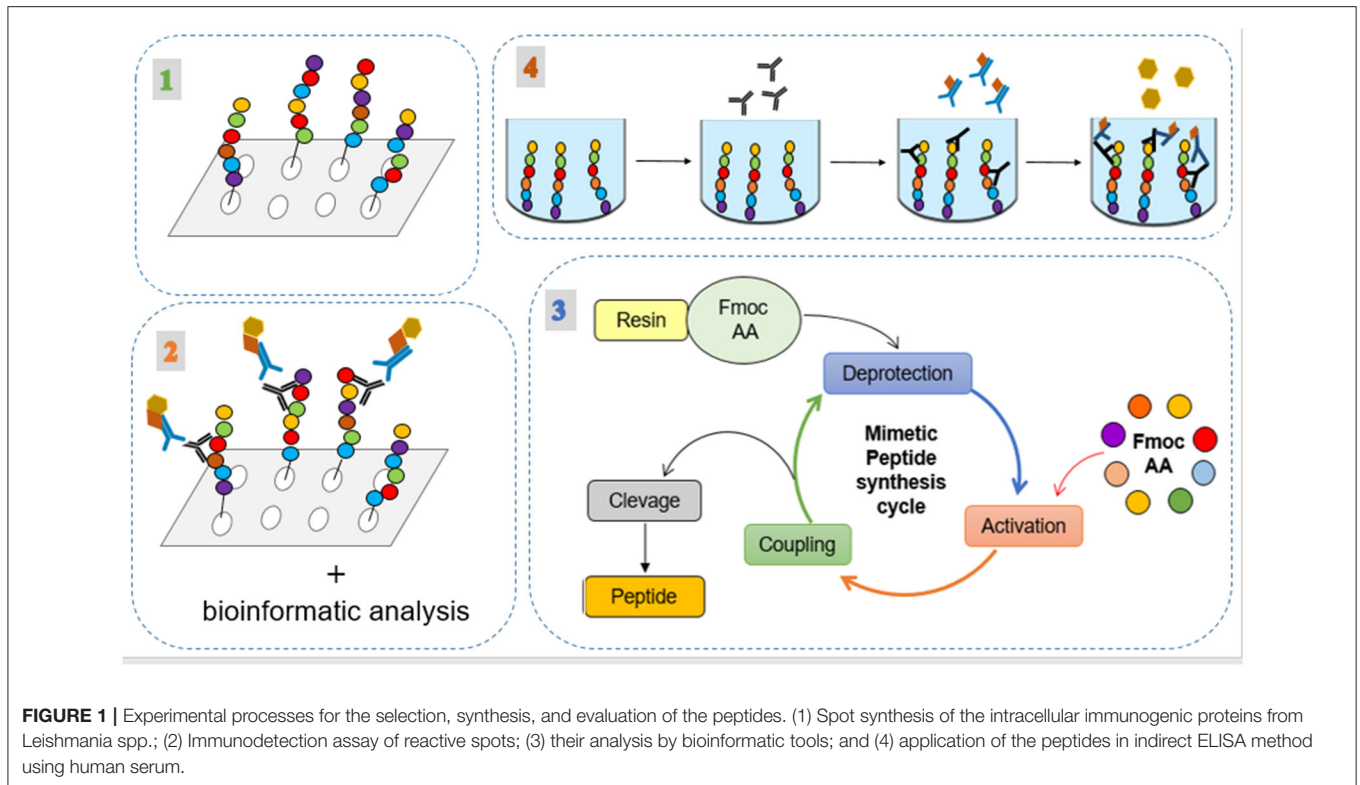 1
4
2
+
bioinformatic analysis
3
Resin
Fmoc
AA
Deprotection
Mimetic
Peptide
synthesis
cycle
Fmoc
AA
Activation
Coupling
Clevage
Peptide
FIGURE 1 | Experimental processes for the selection, synthesis, and evaluation of the peptides. (1) Spot synthesis of the intracellular immunogenic proteins from
Leishmania spp.; (2) Immunodetection assay of reactive spots; (3) their analysis by bioinformatic tools; and (4) application of the peptides in indirect ELISA method
using human serum.